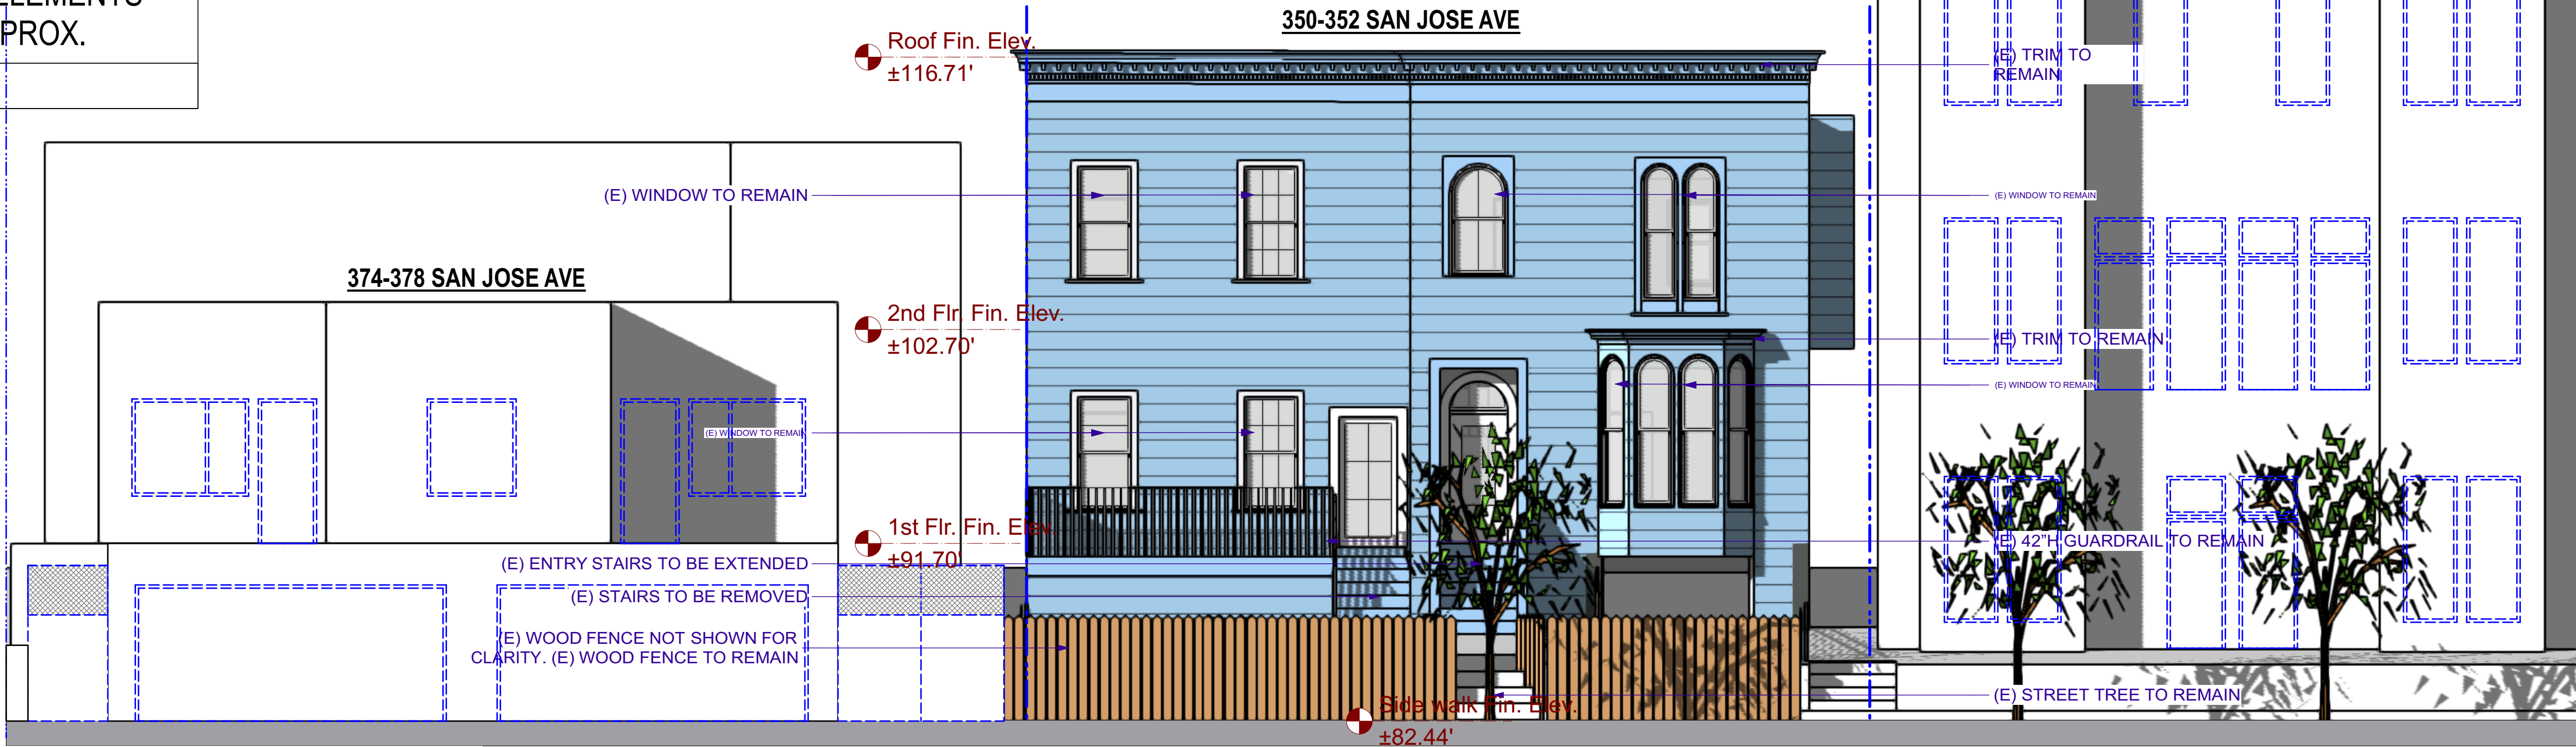 ELEMENTS
PROX.
350-352 SAN JOSE AVE
Roof Fin. Elev.
±116.71'
(E) TRIM TO
REMAIN
(E) WINDOW TO REMAIN
(E) WINDOW TO REMAIN
374-378 SAN JOSE AVE
2nd Flr. Fin. Elev.
±102.70'
(E) TRIM TO REMAIN
(E) WINDOW TO REMAIN
(E) WINDOW TO REMAIN
1st Flr. Fin. Elev.
±91.70'
(E) 42"H GUARDRAIL TO REMAIN
(E) ENTRY STAIRS TO BE EXTENDED
(E) STAIRS TO BE REMOVED
(E) WOOD FENCE NOT SHOWN FOR
CLARITY. (E) WOOD FENCE TO REMAIN
(E) STREET TREE TO REMAIN
Side walk Fin. Elev.
±82.44'